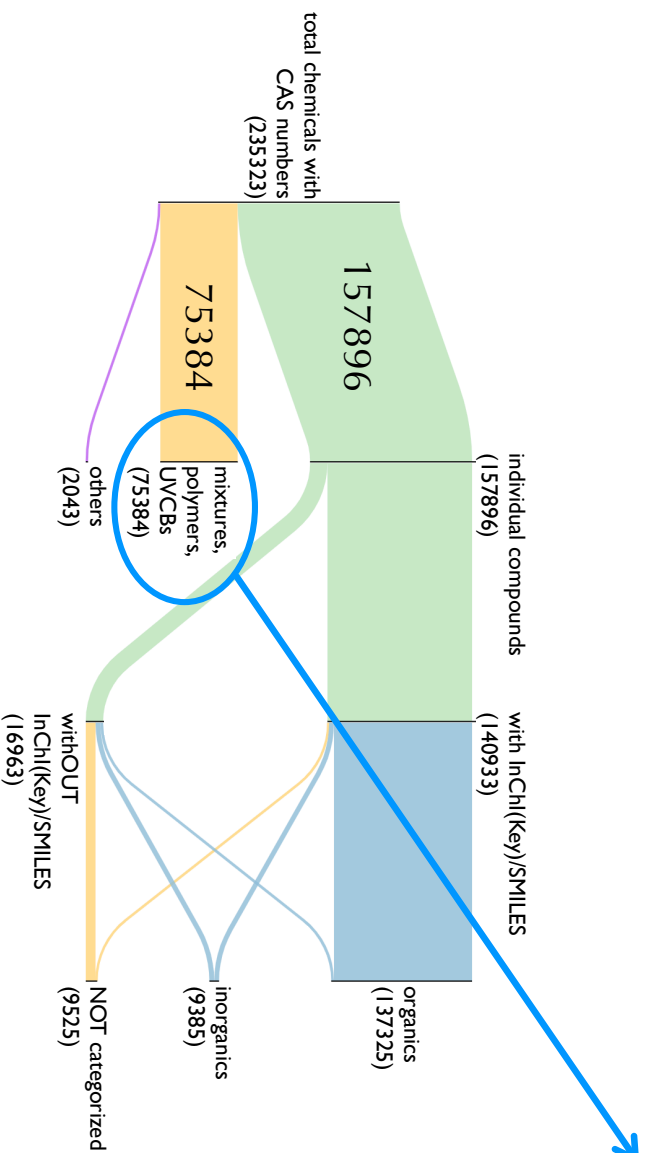 total chemicals with
CAS numbers
(235323)
157896
75384
individual compounds
(157896)
mixtures,
polymers,
UVCBs
(75384)
others
(2043)
with InChI(Key)/SMILES
(140933)
withOUT
InChI(Key)/SMILES
(16963)
organics
(137325)
inorganics
(9385)
NOT categorized
(9525)